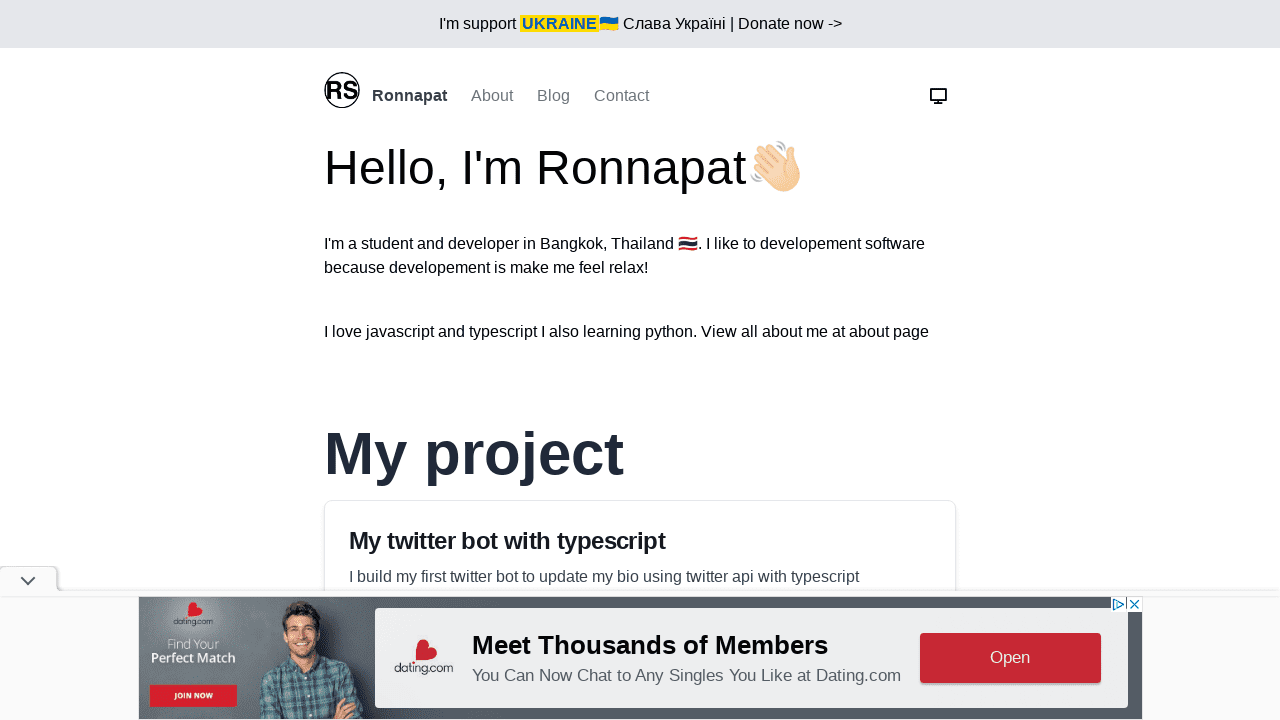 I'm support UKRAINE🇺🇦 Слава Україні | Donate now ->
RS Ronnapat About Blog Contact
Hello, I'm Ronnapat👋🏻
I'm a student and developer in Bangkok, Thailand 🇹🇭. I like to developement software
because developement is make me feel relax!
I love javascript and typescript I also learning python. View all about me at about page
My project
My twitter bot with typescript
I build my first twitter bot to update my bio using twitter api with typescript
dating.com
Find Your
Perfect Match
JOIN NOW
dating.com
Meet Thousands of Members
You Can Now Chat to Any Singles You Like at Dating.com
Open